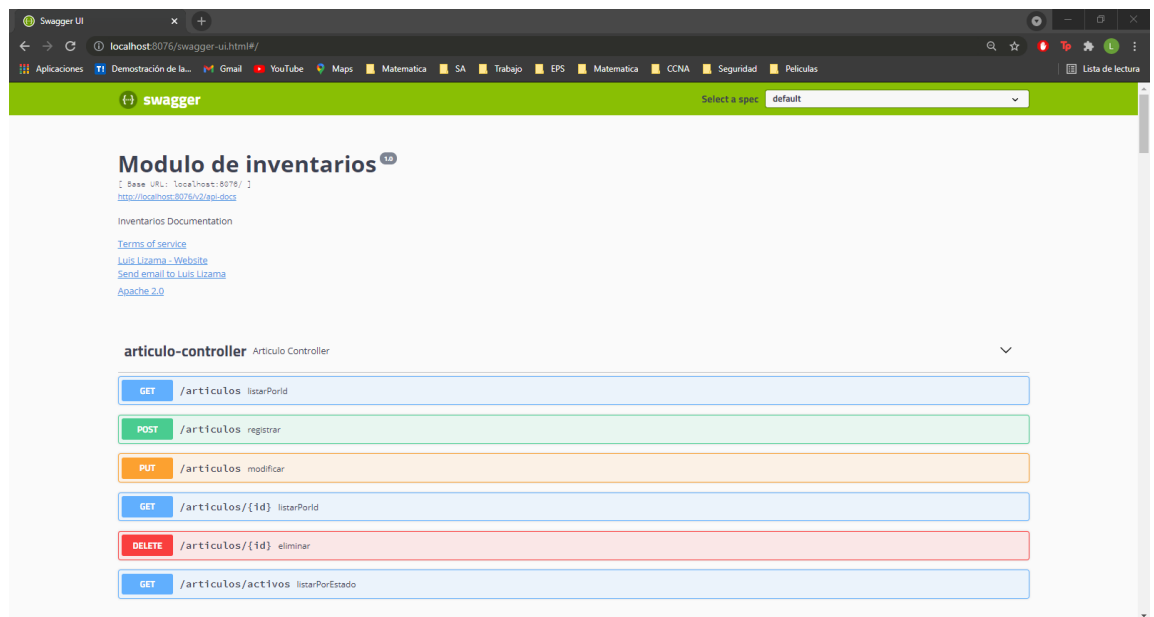 Swagger UI
localhost:8076/swagger-ui.html#/
Aplicaciones Demostración de la... Gmail YouTube Maps Matematica SA Trabajo EPS Matematica CCNA Seguridad Peliculas Lista de lectura
swagger Select a spec default
Modulo de inventarios 1.0
[ Base URL: localhost:8076/ ]
http://localhost:8076/v2/api-docs
Inventarios Documentation
Terms of service
Luis Lizama - Website
Send email to Luis Lizama
Apache 2.0
articulo-controller Articulo Controller
GET /articulos listarPorId
POST /articulos registrar
PUT /articulos modificar
GET /articulos/{id} listarPorId
DELETE /articulos/{id} eliminar
GET /articulos/activos listarPorEstado